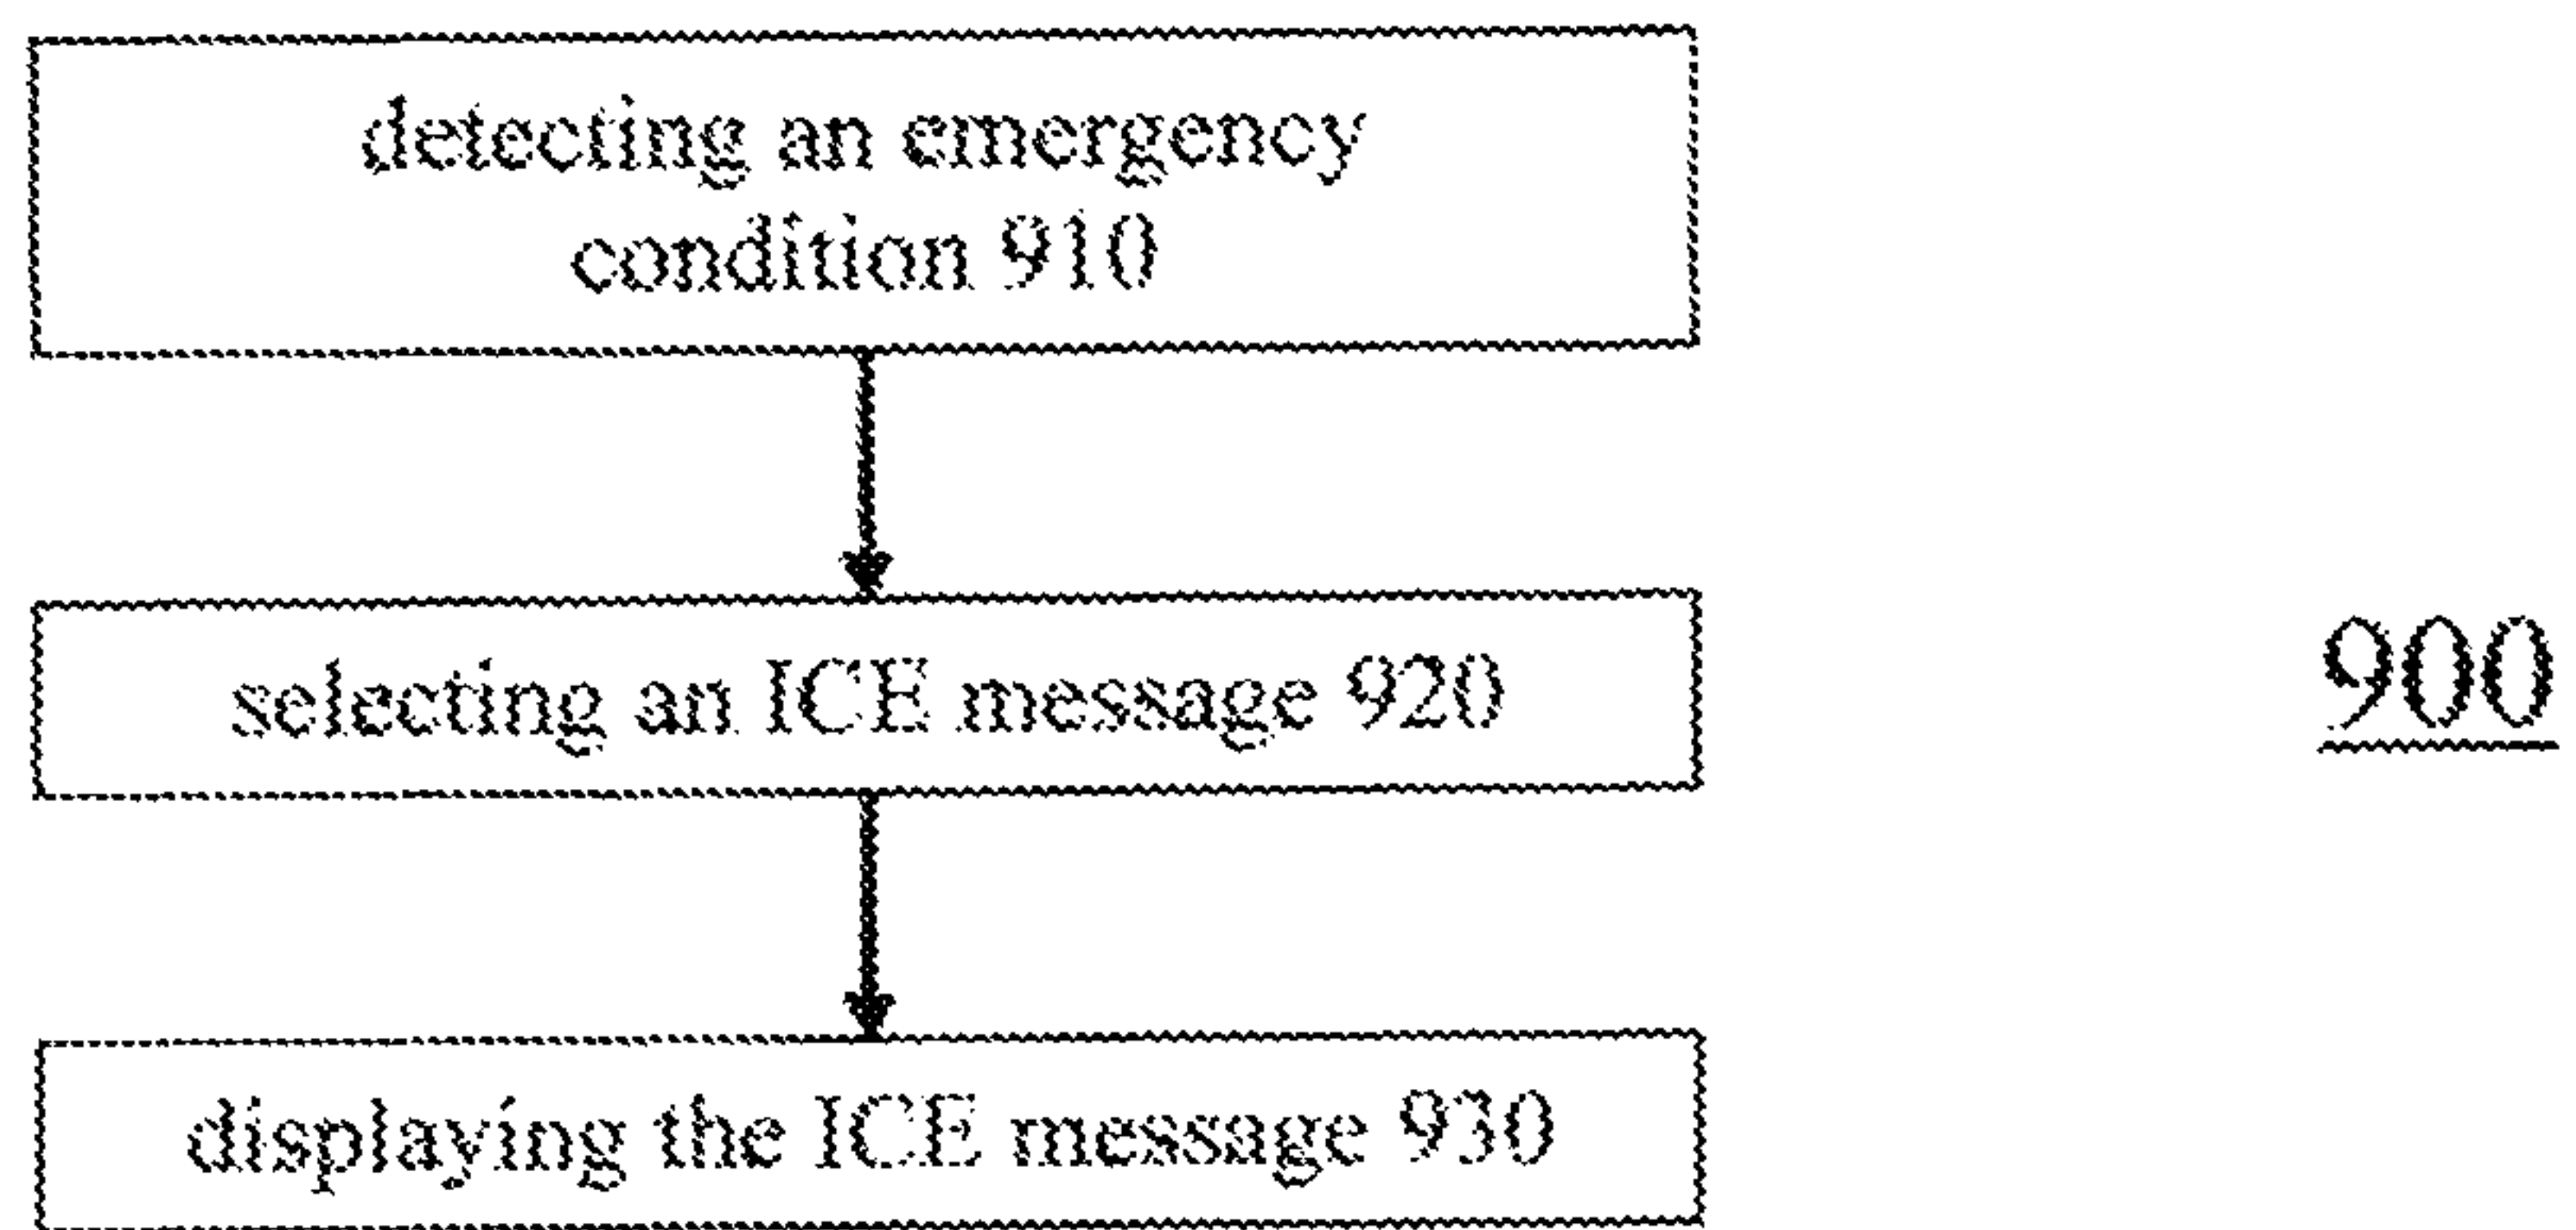 detecting an emergency
condition 910
selecting an ICE message 920
900
displaying the ICE message 930